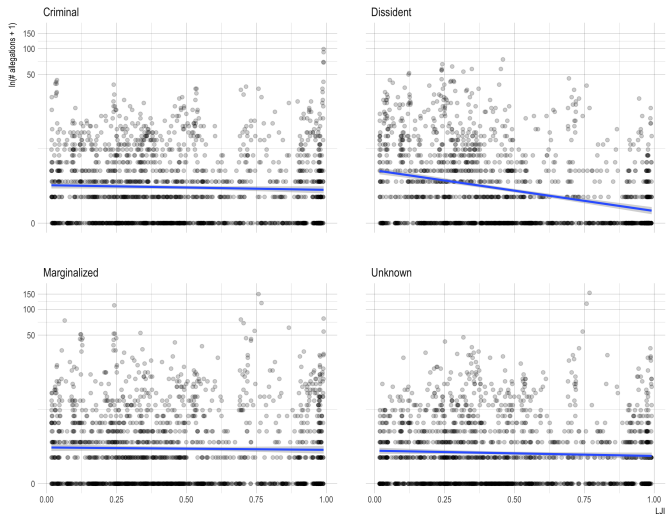 Criminal
Dissident
ln(# allegations + 1)
150
100
50
0
Marginalized
Unknown
150
100
50
0
0.00 0.25 0.50 0.75 1.00 0.00 0.25 0.50 0.75 1.00
LJI